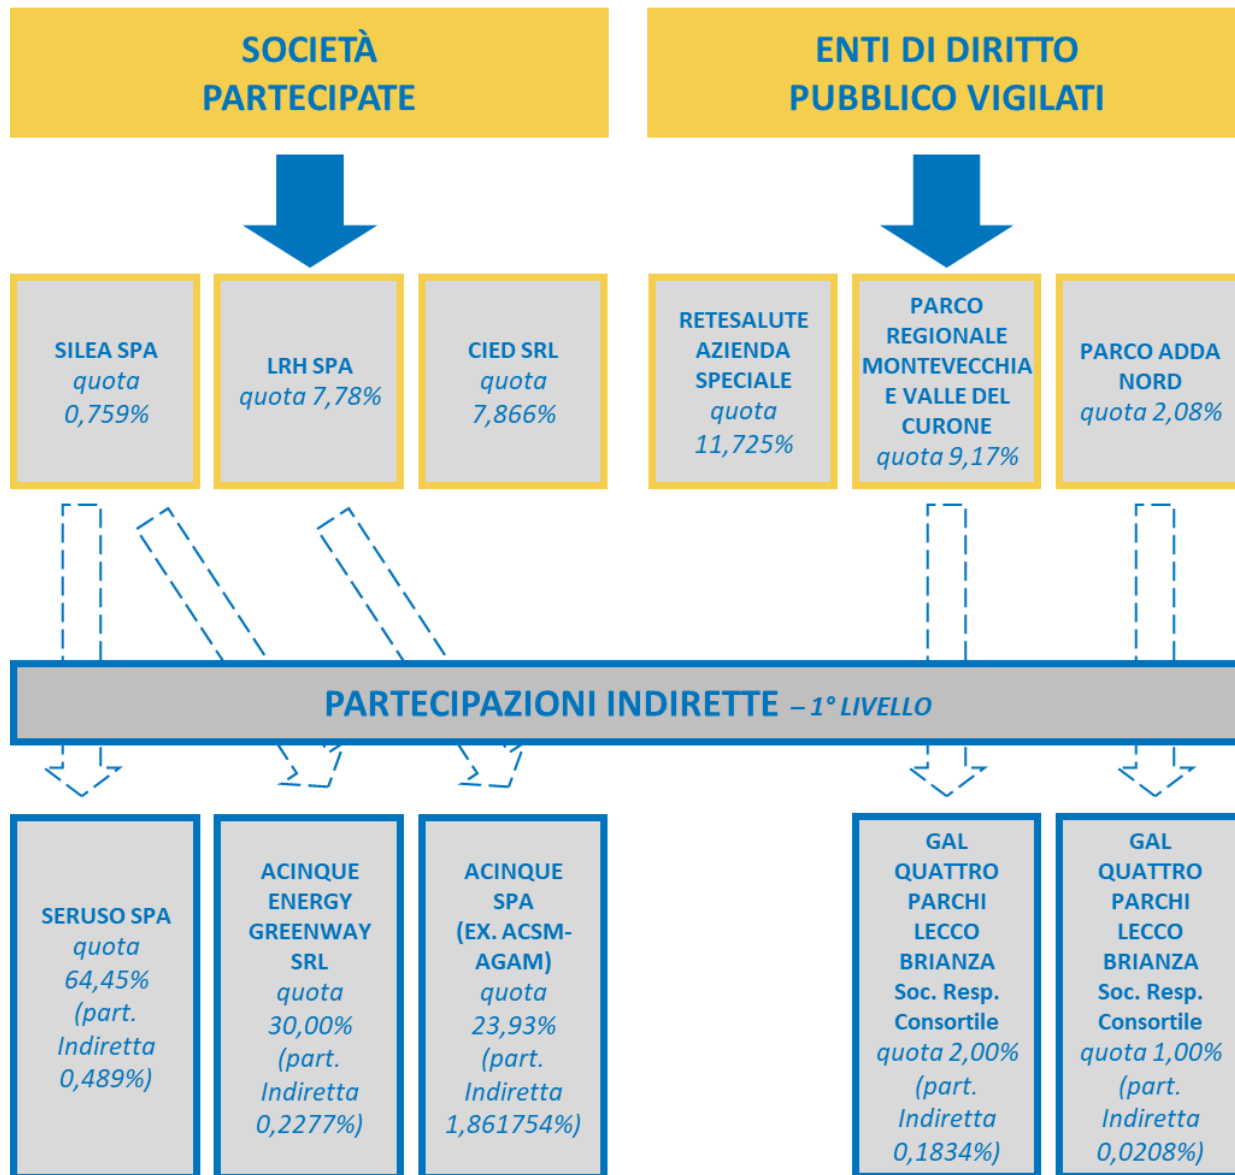 SOCIETÀ
PARTECIPATE
ENTI DI DIRITTO
PUBBLICO VIGILATI
SILEA SPA
quota
0,759%
LRH SPA
quota 7,78%
CIED SRL
quota
7,866%
RETESALUTE
AZIENDA
SPECIALE
quota
11,725%
PARCO
REGIONALE
MONTEVECCHIA
E VALLE DEL
CURONE
quota 9,17%
PARCO ADDA
NORD
quota 2,08%
PARTECIPAZIONI INDIRETTE – 1° LIVELLO
SERUSO SPA
quota
64,45%
(part.
Indiretta
0,489%)
ACINQUE
ENERGY
GREENWAY
SRL
quota
30,00%
(part.
Indiretta
0,2277%)
ACINQUE
SPA
(EX. ACSM-
AGAM)
quota
23,93%
(part.
Indiretta
1,861754%)
GAL
QUATTRO
PARCHI
LECCO
BRIANZA
Soc. Resp.
Consortile
quota 2,00%
(part.
Indiretta
0,1834%)
GAL
QUATTRO
PARCHI
LECCO
BRIANZA
Soc. Resp.
Consortile
quota 1,00%
(part.
Indiretta
0,0208%)